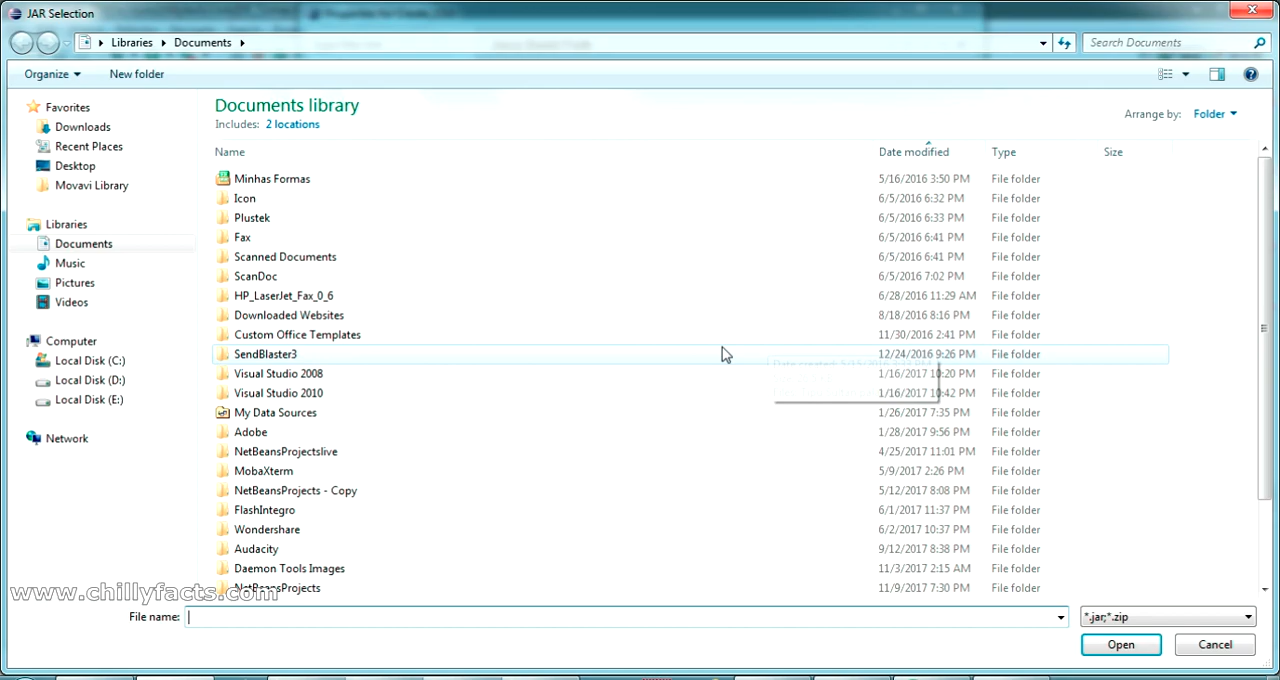 JAR Selection
Libraries Documents
Search Documents
Organize New folder
Documents library
Includes: 2 locations
Arrange by: Folder
Favorites
Downloads
Recent Places
Desktop
Movavi Library
Libraries
Documents
Music
Pictures
Videos
Computer
Local Disk (C:)
Local Disk (D:)
Local Disk (E:)
Network
Name Date modified Type Size
Minhas Formas 5/16/2016 3:50 PM File folder
Icon 6/5/2016 6:32 PM File folder
Plustek 6/5/2016 6:33 PM File folder
Fax 6/5/2016 6:41 PM File folder
Scanned Documents 6/5/2016 6:41 PM File folder
ScanDoc 6/5/2016 7:02 PM File folder
HP_LaserJet_Fax_0_6 6/28/2016 11:29 AM File folder
Downloaded Websites 8/18/2016 8:16 PM File folder
Custom Office Templates 11/30/2016 2:41 PM File folder
SendBlaster3 12/24/2016 9:26 PM File folder
Visual Studio 2008 1/16/2017 10:20 PM File folder
Visual Studio 2010 1/16/2017 10:42 PM File folder
My Data Sources 1/26/2017 7:35 PM File folder
Adobe 1/28/2017 9:56 PM File folder
NetBeansProjectslive 4/25/2017 11:01 PM File folder
MobaXterm 5/9/2017 2:26 PM File folder
NetBeansProjects - Copy 5/12/2017 8:08 PM File folder
FlashIntegro 6/1/2017 11:37 PM File folder
Wondershare 6/2/2017 10:37 PM File folder
Audacity 9/12/2017 8:38 PM File folder
Daemon Tools Images 11/3/2017 2:15 AM File folder
NetBeansProjects 11/9/2017 7:30 PM File folder
www.chillyfacts.com
File name: *.jar;*.zip
Open Cancel